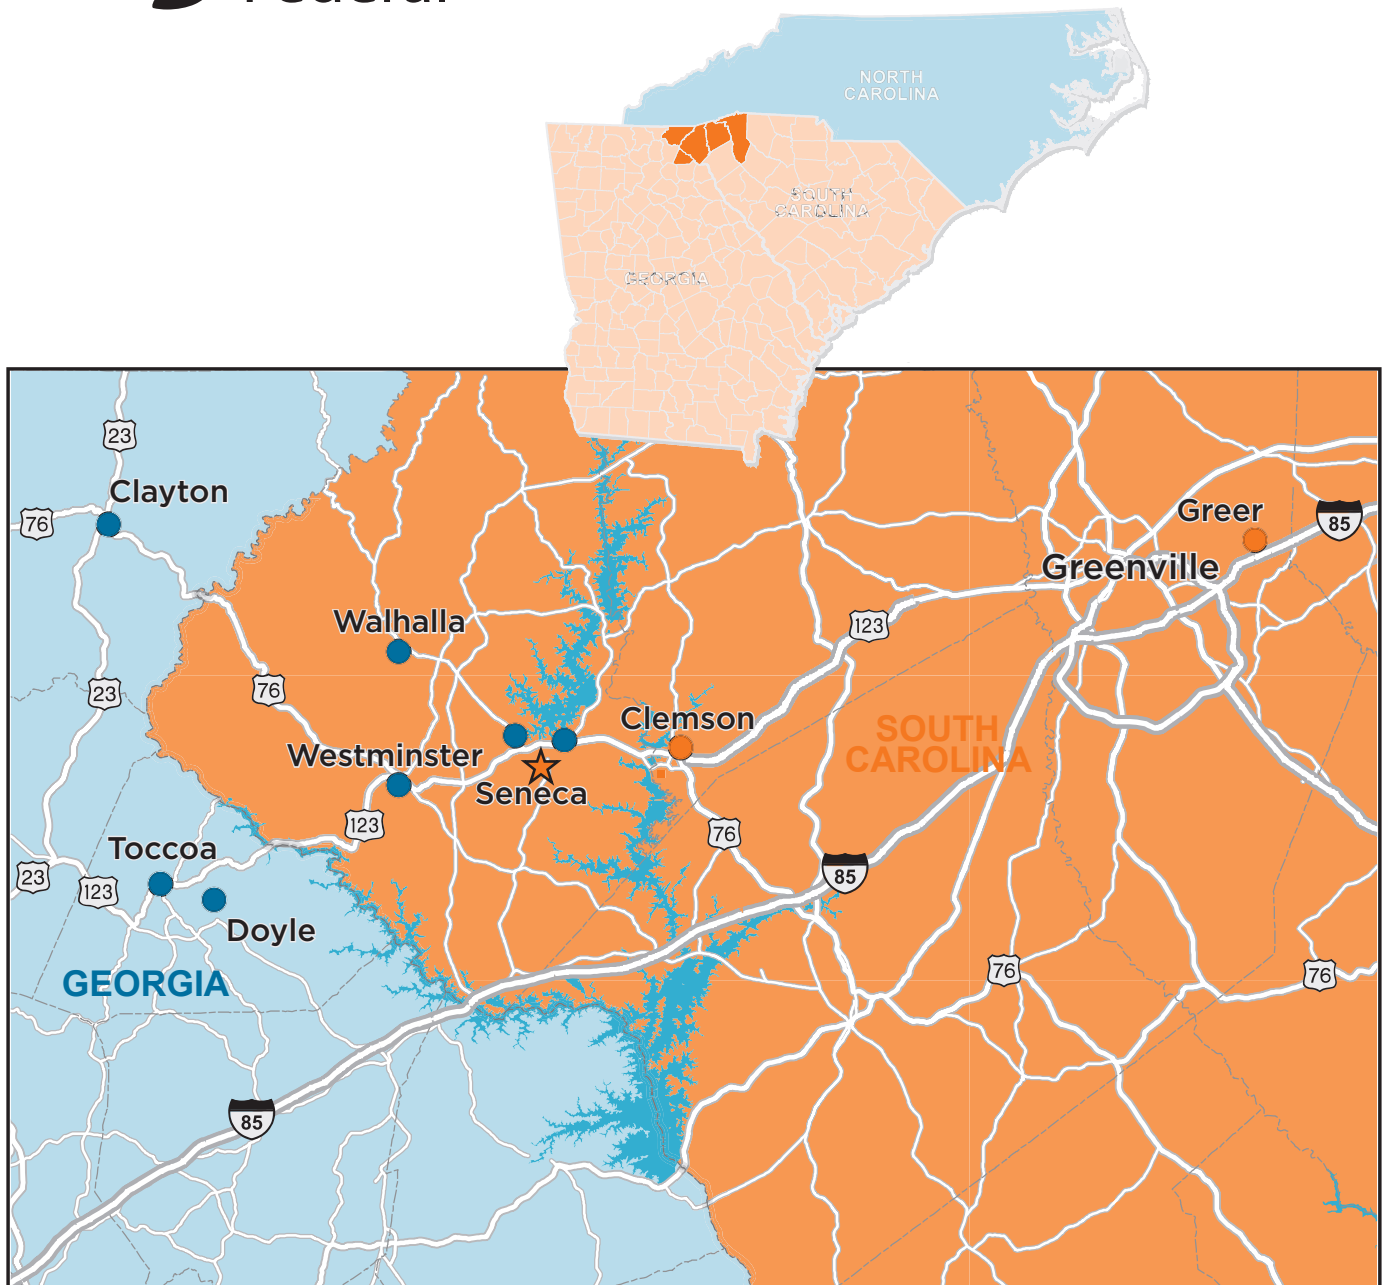 Federal
NORTH
CAROLINA
SOUTH
CAROLINA
GEORGIA
23
Clayton
76
Greer
85
Greenville
Walhalla
123
76
23
Clemson
SOUTH
CAROLINA
Westminster
Seneca
123
76
Toccoa
23
123
85
Doyle
GEORGIA
76
76
85